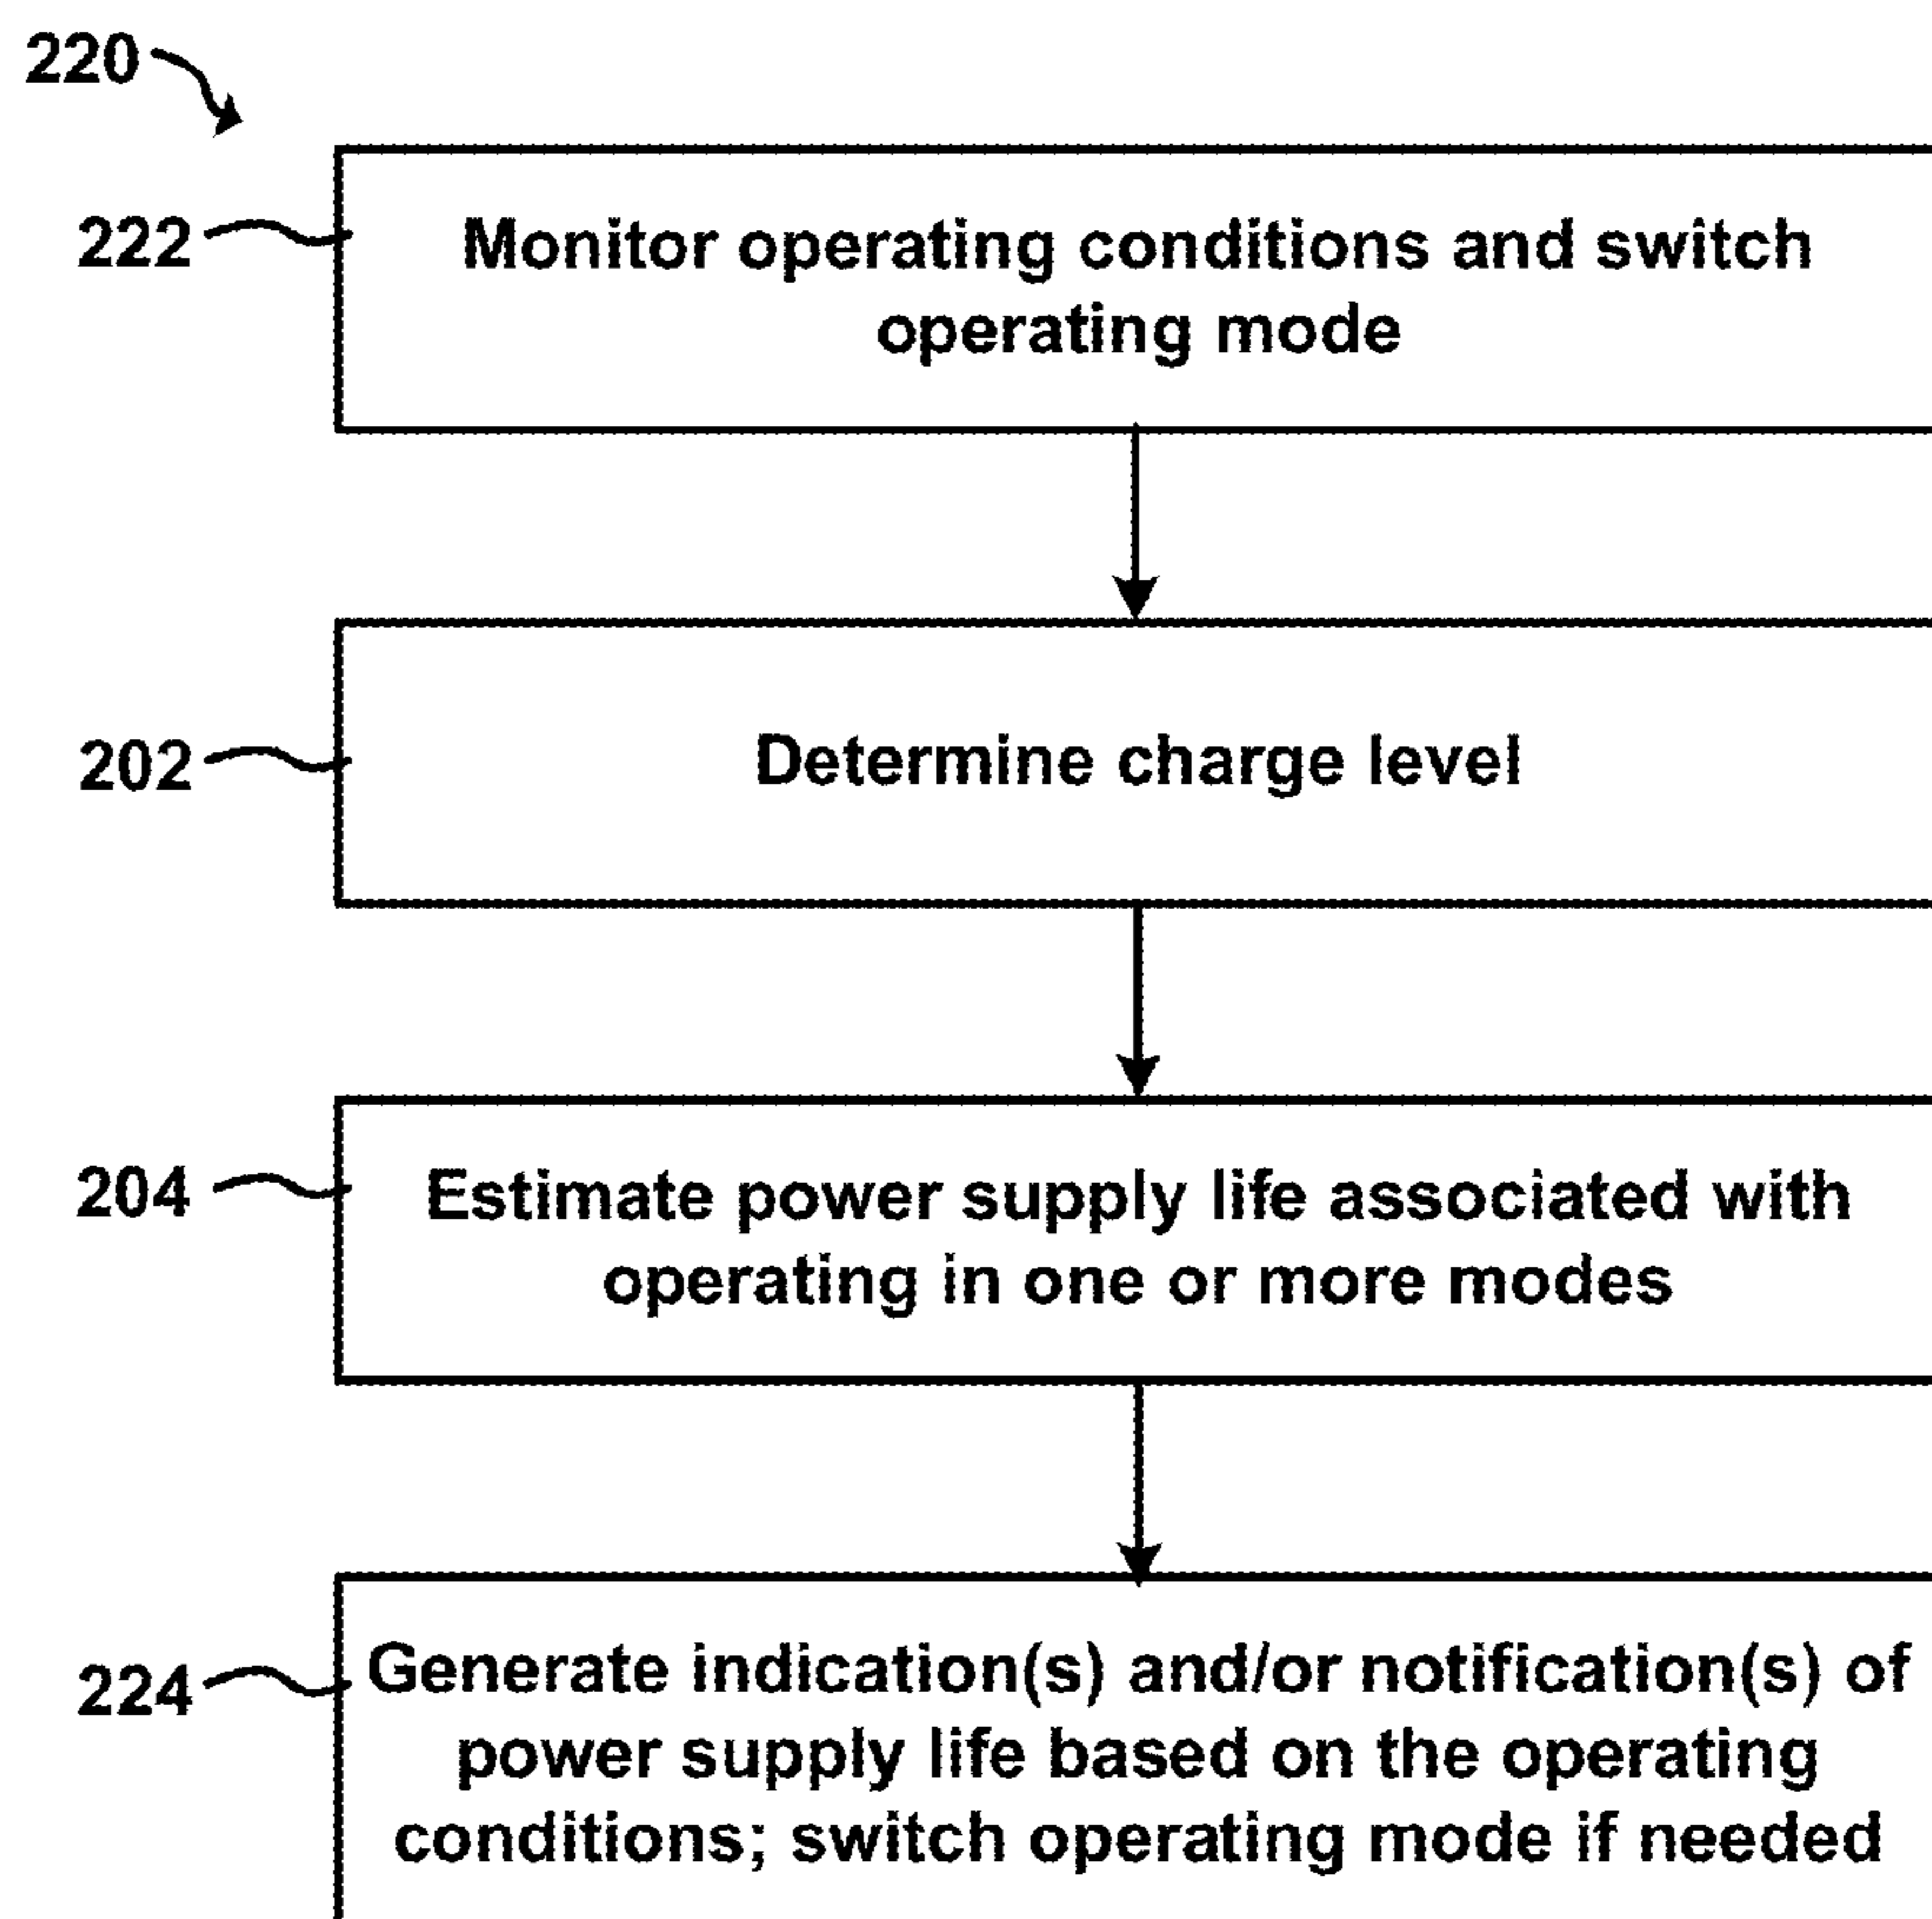 220
222
Monitor operating conditions and switch
operating mode
202
Determine charge level
204
Estimate power supply life associated with
operating in one or more modes
224
Generate indication(s) and/or notification(s) of
power supply life based on the operating
conditions; switch operating mode if needed